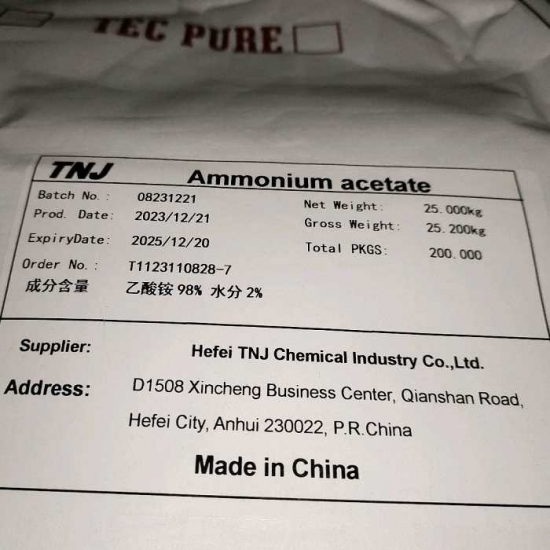 TEC PURE
TNJ Ammonium acetate
Batch No.: 08231221 Net Weight: 25.000kg
Prod. Date: 2023/12/21 Gross Weight: 25.200kg
ExpiryDate: 2025/12/20 Total PKGS: 200.000
Order No.: T1123110828-7
成分含量 乙酸铵 98% 水分 2%
Supplier: Hefei TNJ Chemical Industry Co.,Ltd.
Address: D1508 Xincheng Business Center, Qianshan Road,
Hefei City, Anhui 230022, P.R.China
Made in China